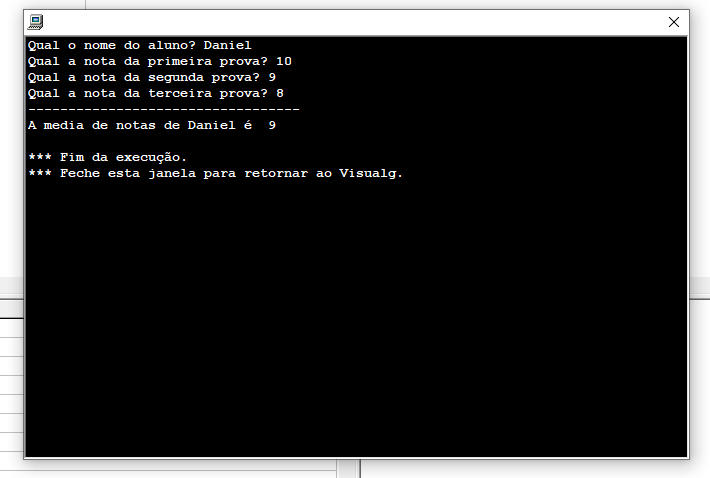 Qual o nome do aluno? Daniel
Qual a nota da primeira prova? 10
Qual a nota da segunda prova? 9
Qual a nota da terceira prova? 8
----------------------------------
A media de notas de Daniel é  9
*** Fim da execução.
*** Feche esta janela para retornar ao Visualg.